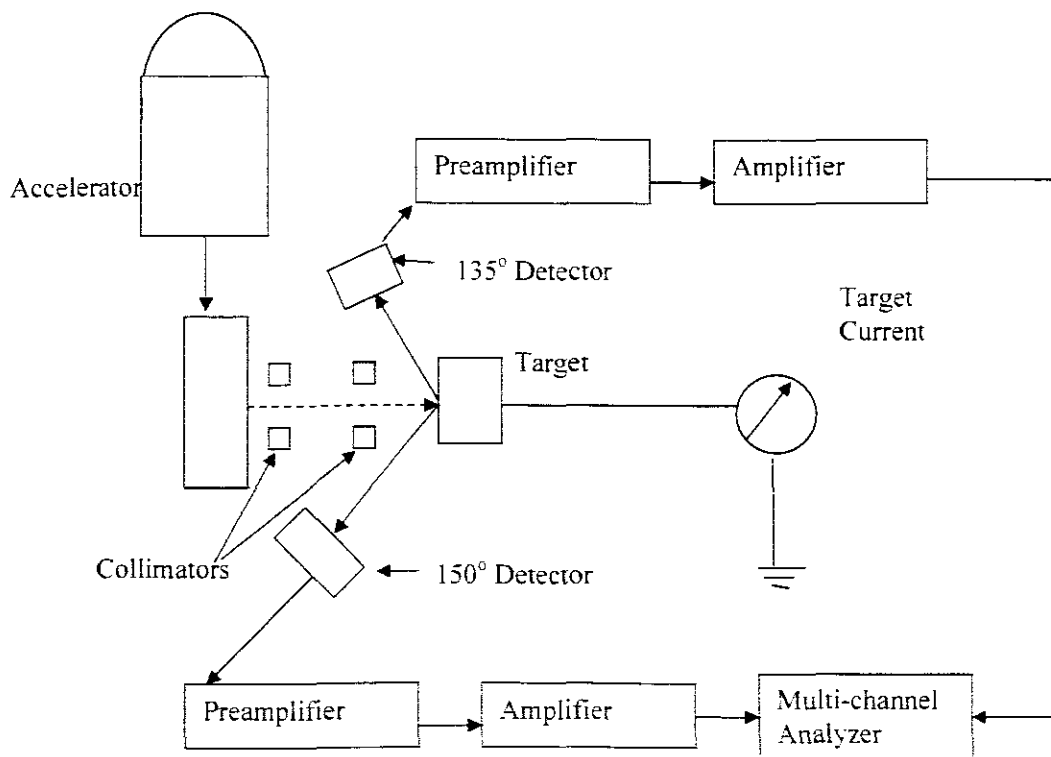 Preamplifier
Amplifier
Accelerator
135° Detector
Target
Current
Target
Collimators
150° Detector
Preamplifier
Amplifier
Multi-channel
Analyzer